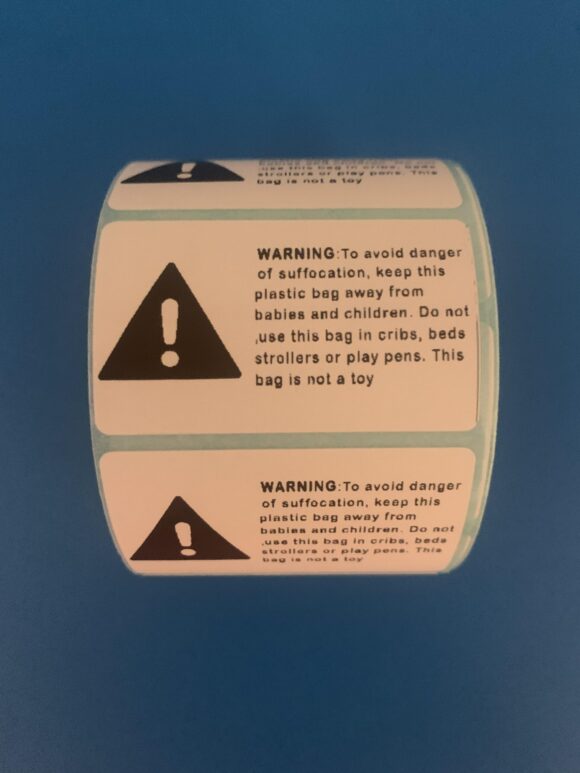 ,use this bag in cribs, beds
strollers or play pens. This
bag is not a toy
WARNING:To avoid danger
of suffocation, keep this
plastic bag away from
babies and children. Do not
,use this bag in cribs, beds
strollers or play pens. This
bag is not a toy
WARNING:To avoid danger
of suffocation, keep this
plastic bag away from
babies and children. Do not
,use this bag in cribs, beds
strollers or play pens. This
bag is not a toy